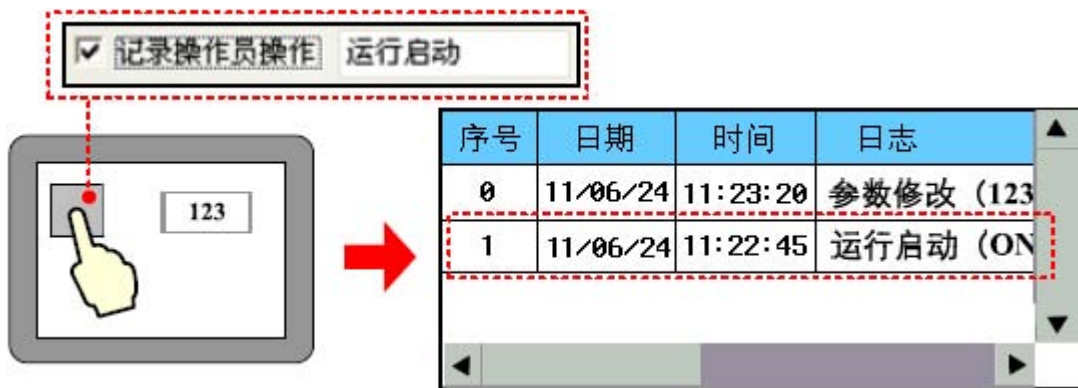 记录操作员操作 运行启动
123
序号 日期 时间 日志
0 11/06/24 11:23:20 参数修改（123
1 11/06/24 11:22:45 运行启动（ON